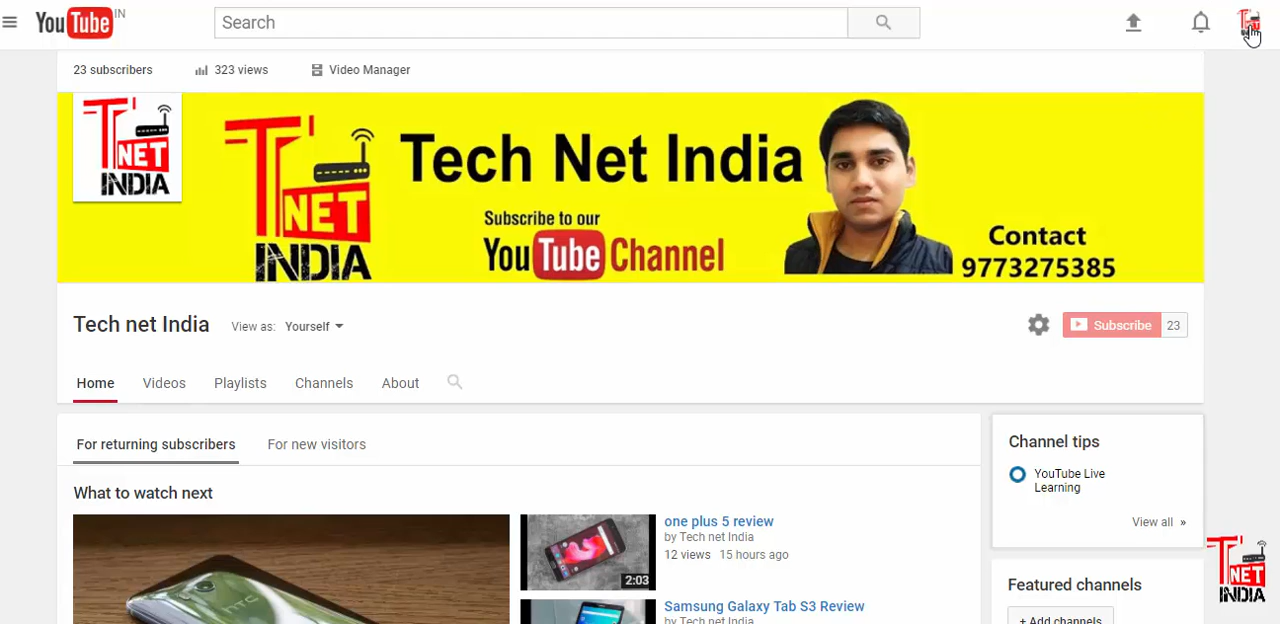 YouTube IN
Search
23 subscribers
323 views
Video Manager
T'
NET
INDIA
T'
NET
INDIA
Tech Net India
Subscribe to our
YouTube Channel
Contact
9773275385
Tech net India
View as: Yourself
Subscribe 23
Home Videos Playlists Channels About
For returning subscribers For new visitors
What to watch next
htc
2:03
one plus 5 review
by Tech net India
12 views 15 hours ago
Samsung Galaxy Tab S3 Review
by Tech net India
Channel tips
YouTube Live
Learning
View all »
Featured channels
+ Add channels
T'
NET
INDIA